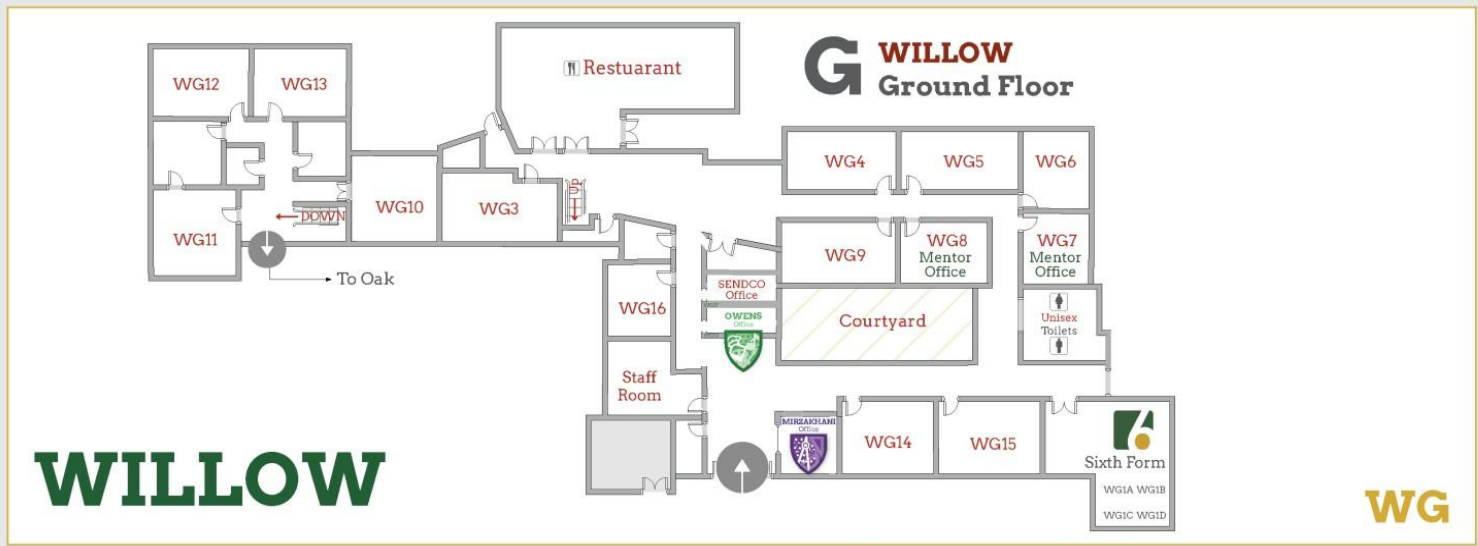 G
WILLOW
Ground Floor
Restuarant
WG12
WG13
WG4
WG5
WG6
UP
WG10
WG3
DOWN
WG11
To Oak
WG9
WG8
Mentor
Office
WG7
Mentor
Office
SENDCO
Office
WG16
OWENS
Office
Courtyard
Unisex
Toilets
Staff
Room
MIRZAKHANI
Office
WG14
WG15
6
Sixth Form
WG1A WG1B
WG1C WG1D
WILLOW
WG